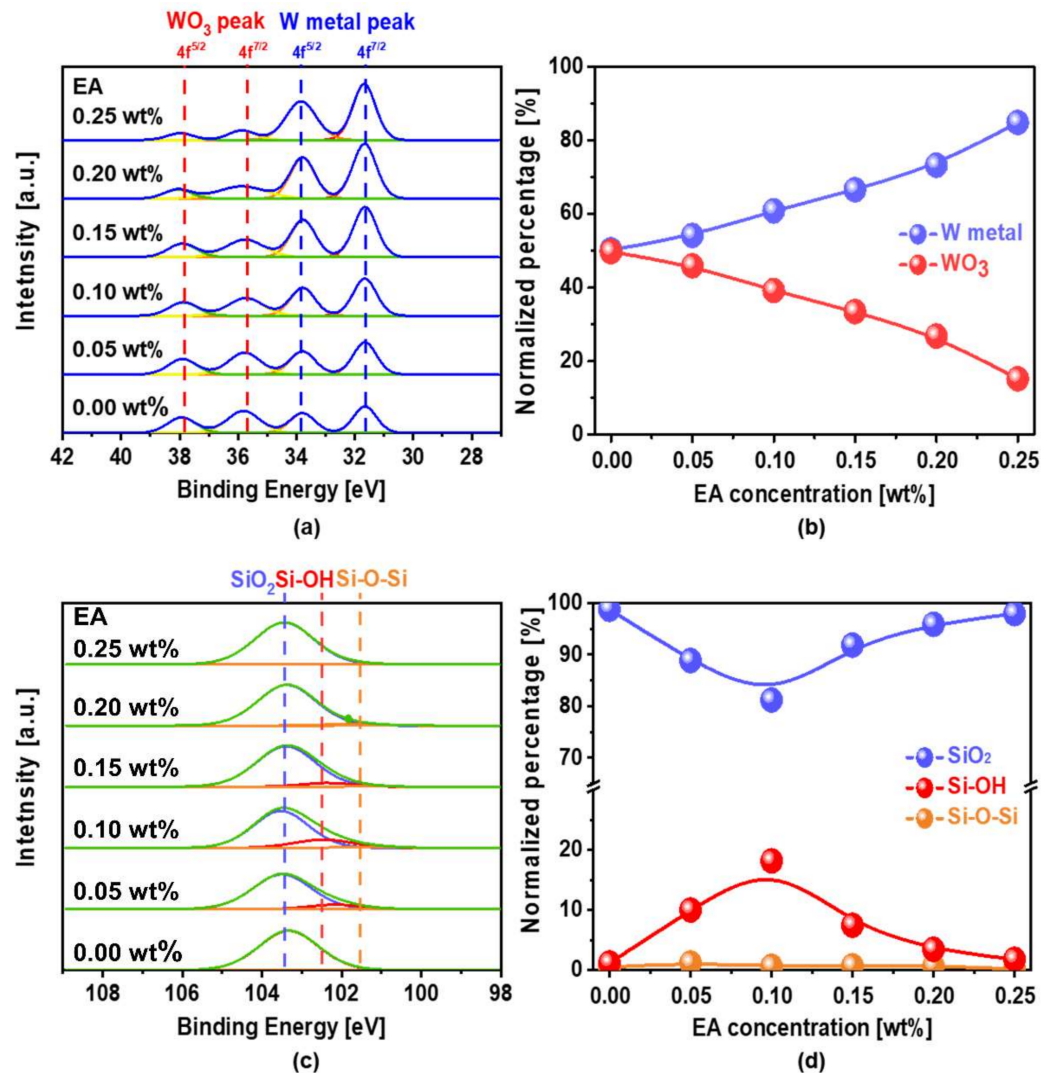 WO3 peak W metal peak
4f5/2 4f7/2 4f5/2 4f7/2
EA
0.25 wt%
0.20 wt%
0.15 wt%
0.10 wt%
0.05 wt%
0.00 wt%
Intetnsity [a.u.]
42 40 38 36 34 32 30 28
Binding Energy [eV]
(a)
Normalized percentage [%]
100
80
60
40
20
0
W metal
WO3
0.00 0.05 0.10 0.15 0.20 0.25
EA concentration [wt%]
(b)
SiO2 Si-OH Si-O-Si
EA
0.25 wt%
0.20 wt%
0.15 wt%
0.10 wt%
0.05 wt%
0.00 wt%
Intetnsity [a.u.]
108 106 104 102 100 98
Binding Energy [eV]
(c)
Normalized percentage [%]
100
90
80
70
20
10
0
SiO2
Si-OH
Si-O-Si
0.00 0.05 0.10 0.15 0.20 0.25
EA concentration [wt%]
(d)